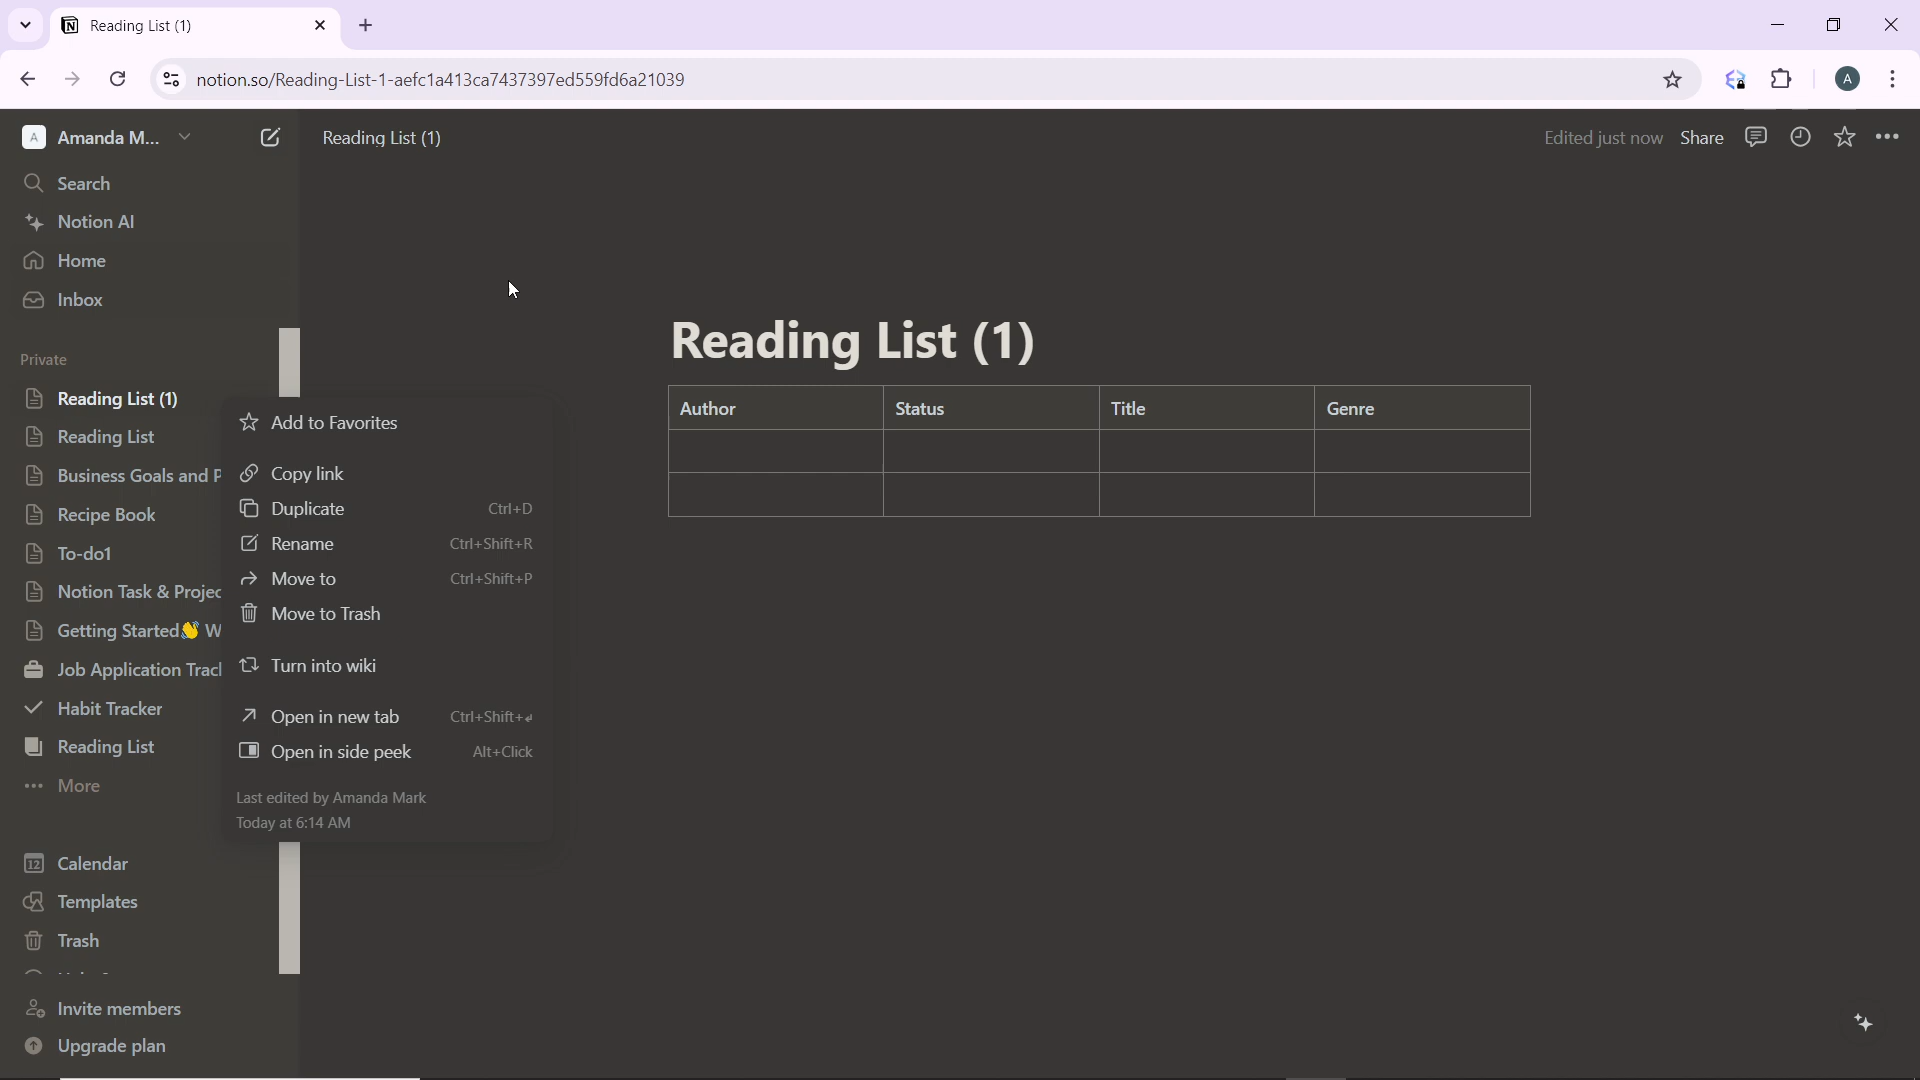 Reading List (1)
notion.so/Reading-List-1-aefc1a413ca7437397ed559fd6a21039
A
A
Amanda M...
Reading List (1)
Edited just now
Share
Search
Notion AI
Home
Inbox
Private
Reading List (1)
Reading List
Business Goals and P
Recipe Book
To-do1
Notion Task & Projec
Getting Started👋 W
Job Application Tracl
Habit Tracker
Reading List
More
12 Calendar
Templates
Trash
Invite members
Upgrade plan
Add to Favorites
Copy link
Duplicate Ctrl+D
Rename Ctrl+Shift+R
Move to Ctrl+Shift+P
Move to Trash
Turn into wiki
Open in new tab Ctrl+Shift+↲
Open in side peek Alt+Click
Last edited by Amanda Mark
Today at 6:14 AM
Reading List (1)
Author Status Title Genre